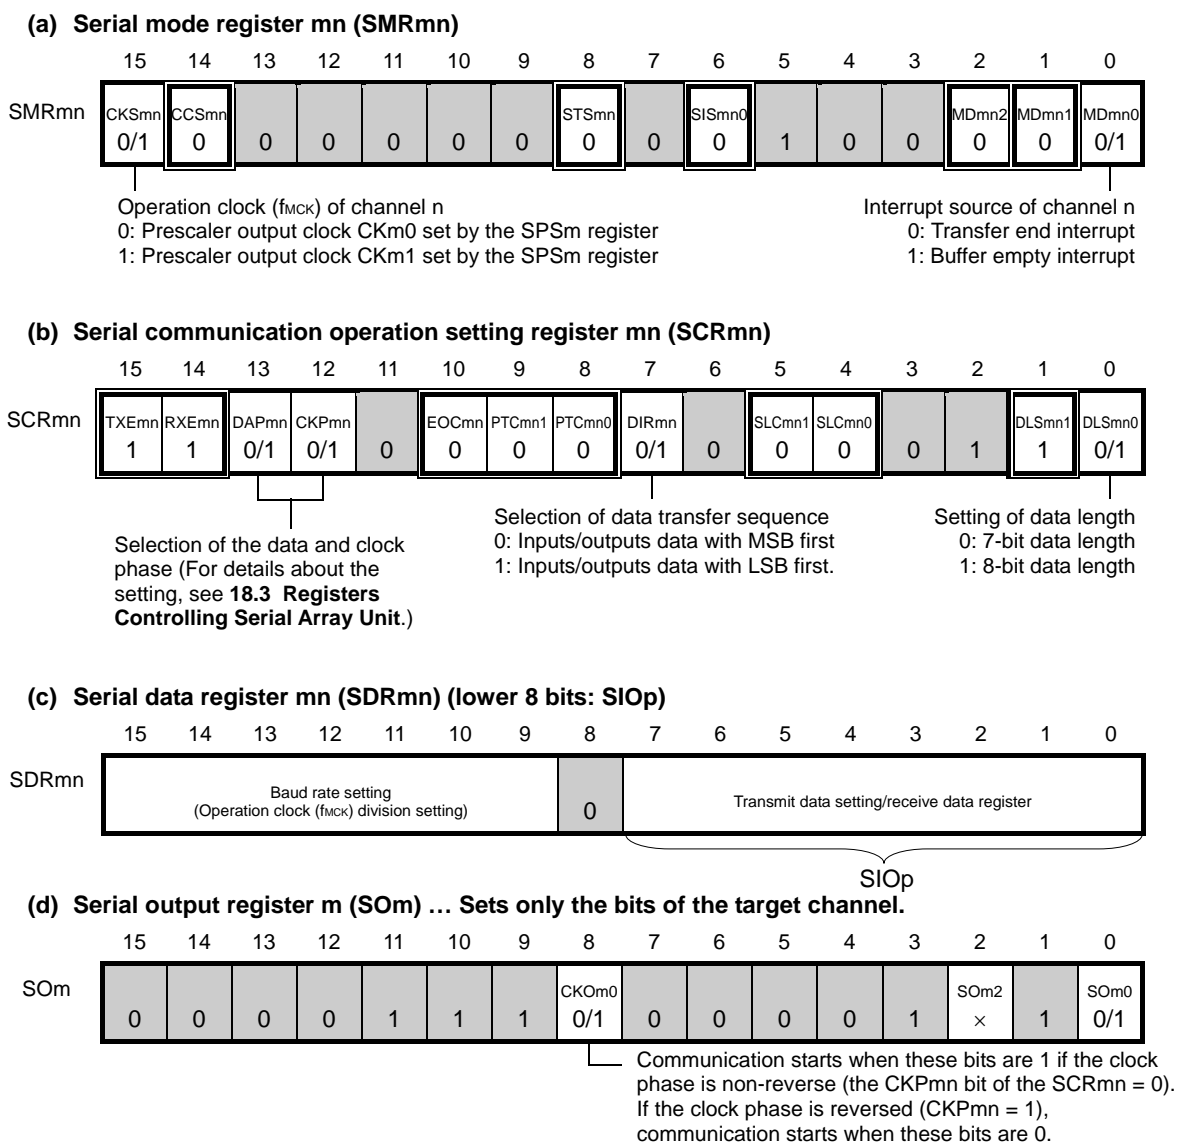 (a) Serial mode register mn (SMRmn)
15 14 13 12 11 10 9 8 7 6 5 4 3 2 1 0
SMRmn
CKSmn CCSmn STSmn SISmn0 MDmn2 MDmn1 MDmn0
0/1 0 0 0 0 0 0 0 0 0 1 0 0 0 0 0/1
Operation clock (fMCK) of channel n
0: Prescaler output clock CKm0 set by the SPSm register
1: Prescaler output clock CKm1 set by the SPSm register
Interrupt source of channel n
0: Transfer end interrupt
1: Buffer empty interrupt
(b) Serial communication operation setting register mn (SCRmn)
15 14 13 12 11 10 9 8 7 6 5 4 3 2 1 0
SCRmn
TXEmn RXEmn DAPmn CKPmn EOCmn PTCmn1 PTCmn0 DIRmn SLCmn1 SLCmn0 DLSmn1 DLSmn0
1 1 0/1 0/1 0 0 0 0 0/1 0 0 0 0 1 1 0/1
Selection of the data and clock
phase (For details about the
setting, see 18.3 Registers
Controlling Serial Array Unit.)
Selection of data transfer sequence
0: Inputs/outputs data with MSB first
1: Inputs/outputs data with LSB first.
Setting of data length
0: 7-bit data length
1: 8-bit data length
(c) Serial data register mn (SDRmn) (lower 8 bits: SIOp)
15 14 13 12 11 10 9 8 7 6 5 4 3 2 1 0
SDRmn
Baud rate setting
(Operation clock (fMCK) division setting)
0
Transmit data setting/receive data register
SIOp
(d) Serial output register m (SOm) … Sets only the bits of the target channel.
15 14 13 12 11 10 9 8 7 6 5 4 3 2 1 0
SOm
CKOm0 SOm2 SOm0
0 0 0 0 1 1 1 0/1 0 0 0 0 1 × 1 0/1
Communication starts when these bits are 1 if the clock
phase is non-reverse (the CKPmn bit of the SCRmn = 0).
If the clock phase is reversed (CKPmn = 1),
communication starts when these bits are 0.